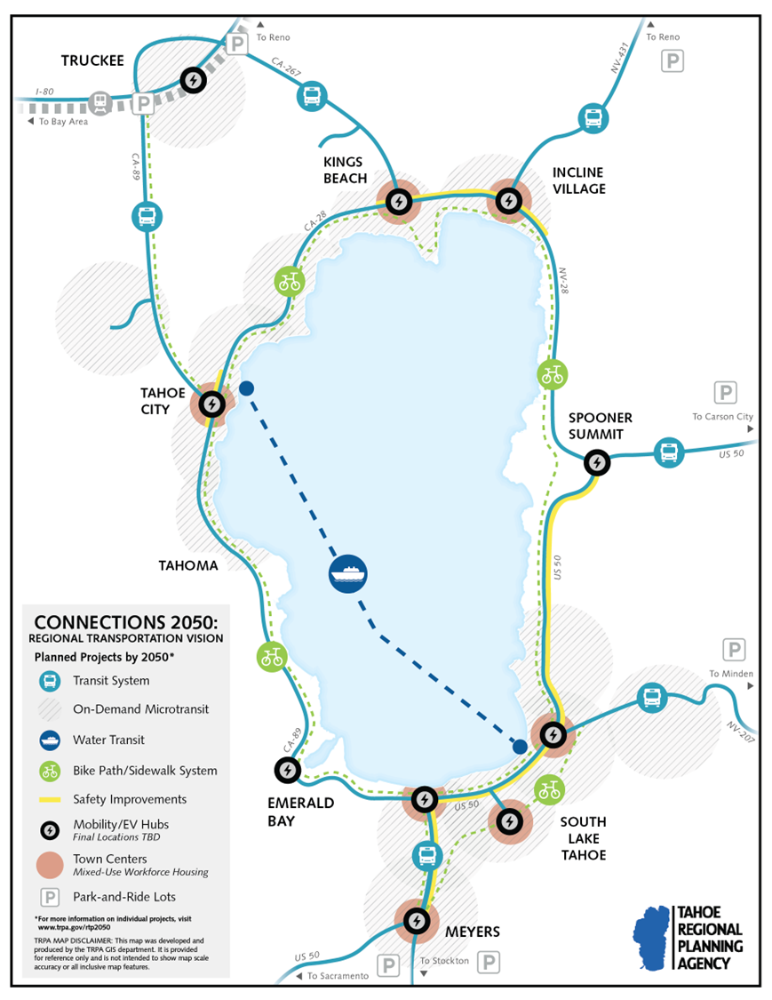 To Reno
P
TRUCKEE
CA-267
NV-431
To Reno
P
I-80
P
To Bay Area
CA-89
KINGS
BEACH
INCLINE
VILLAGE
CA-28
NV-28
TAHOE
CITY
P
SPOONER
SUMMIT
To Carson City
US 50
US 50
TAHOMA
P
To Minden
NV-207
CA-89
EMERALD
BAY
US 50
SOUTH
LAKE
TAHOE
MEYERS
US 50
To Sacramento
P
To Stockton
P
CONNECTIONS 2050:
REGIONAL TRANSPORTATION VISION
Planned Projects by 2050*
Transit System
On-Demand Microtransit
Water Transit
Bike Path/Sidewalk System
Safety Improvements
Mobility/EV Hubs
Final Locations TBD
Town Centers
Mixed-Use Workforce Housing
P Park-and-Ride Lots
*For more information on individual projects, visit
www.trpa.gov/rtp2050
TRPA MAP DISCLAIMER: This map was developed and
produced by the TRPA GIS department. It is provided
for reference only and is not intended to show map scale
accuracy or all inclusive map features.
TAHOE
REGIONAL
PLANNING
AGENCY